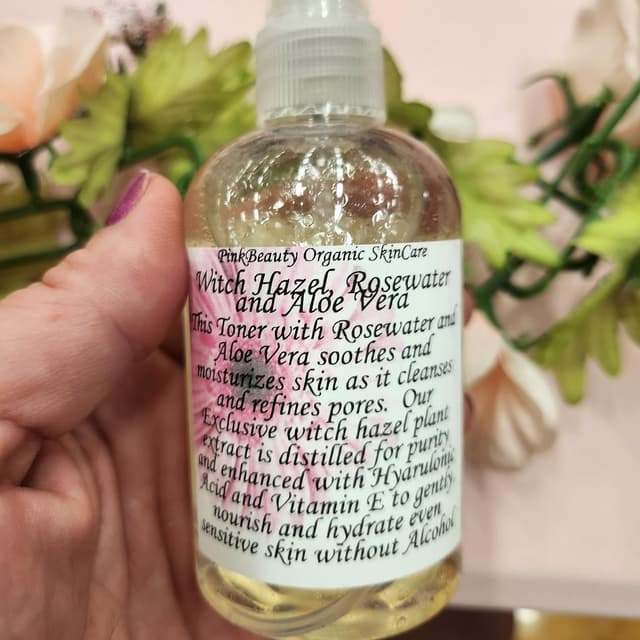 PinkBeauty Organic SkinCare
Witch Hazel, Rosewater
and Aloe Vera
This Toner with Rosewater and
Aloe Vera soothes and
moisturizes skin as it cleanses
and refines pores. Our
Exclusive witch hazel plant
extract is distilled for purity
and enhanced with Hyarulonic
Acid and Vitamin E to gently
nourish and hydrate even
sensitive skin without Alcohol